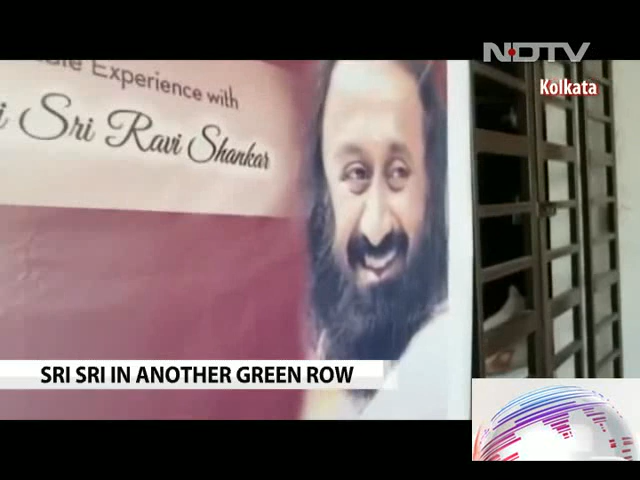 NDTV
Kolkata
Experience with
Sri Ravi Shankar
SRI SRI IN ANOTHER GREEN ROW